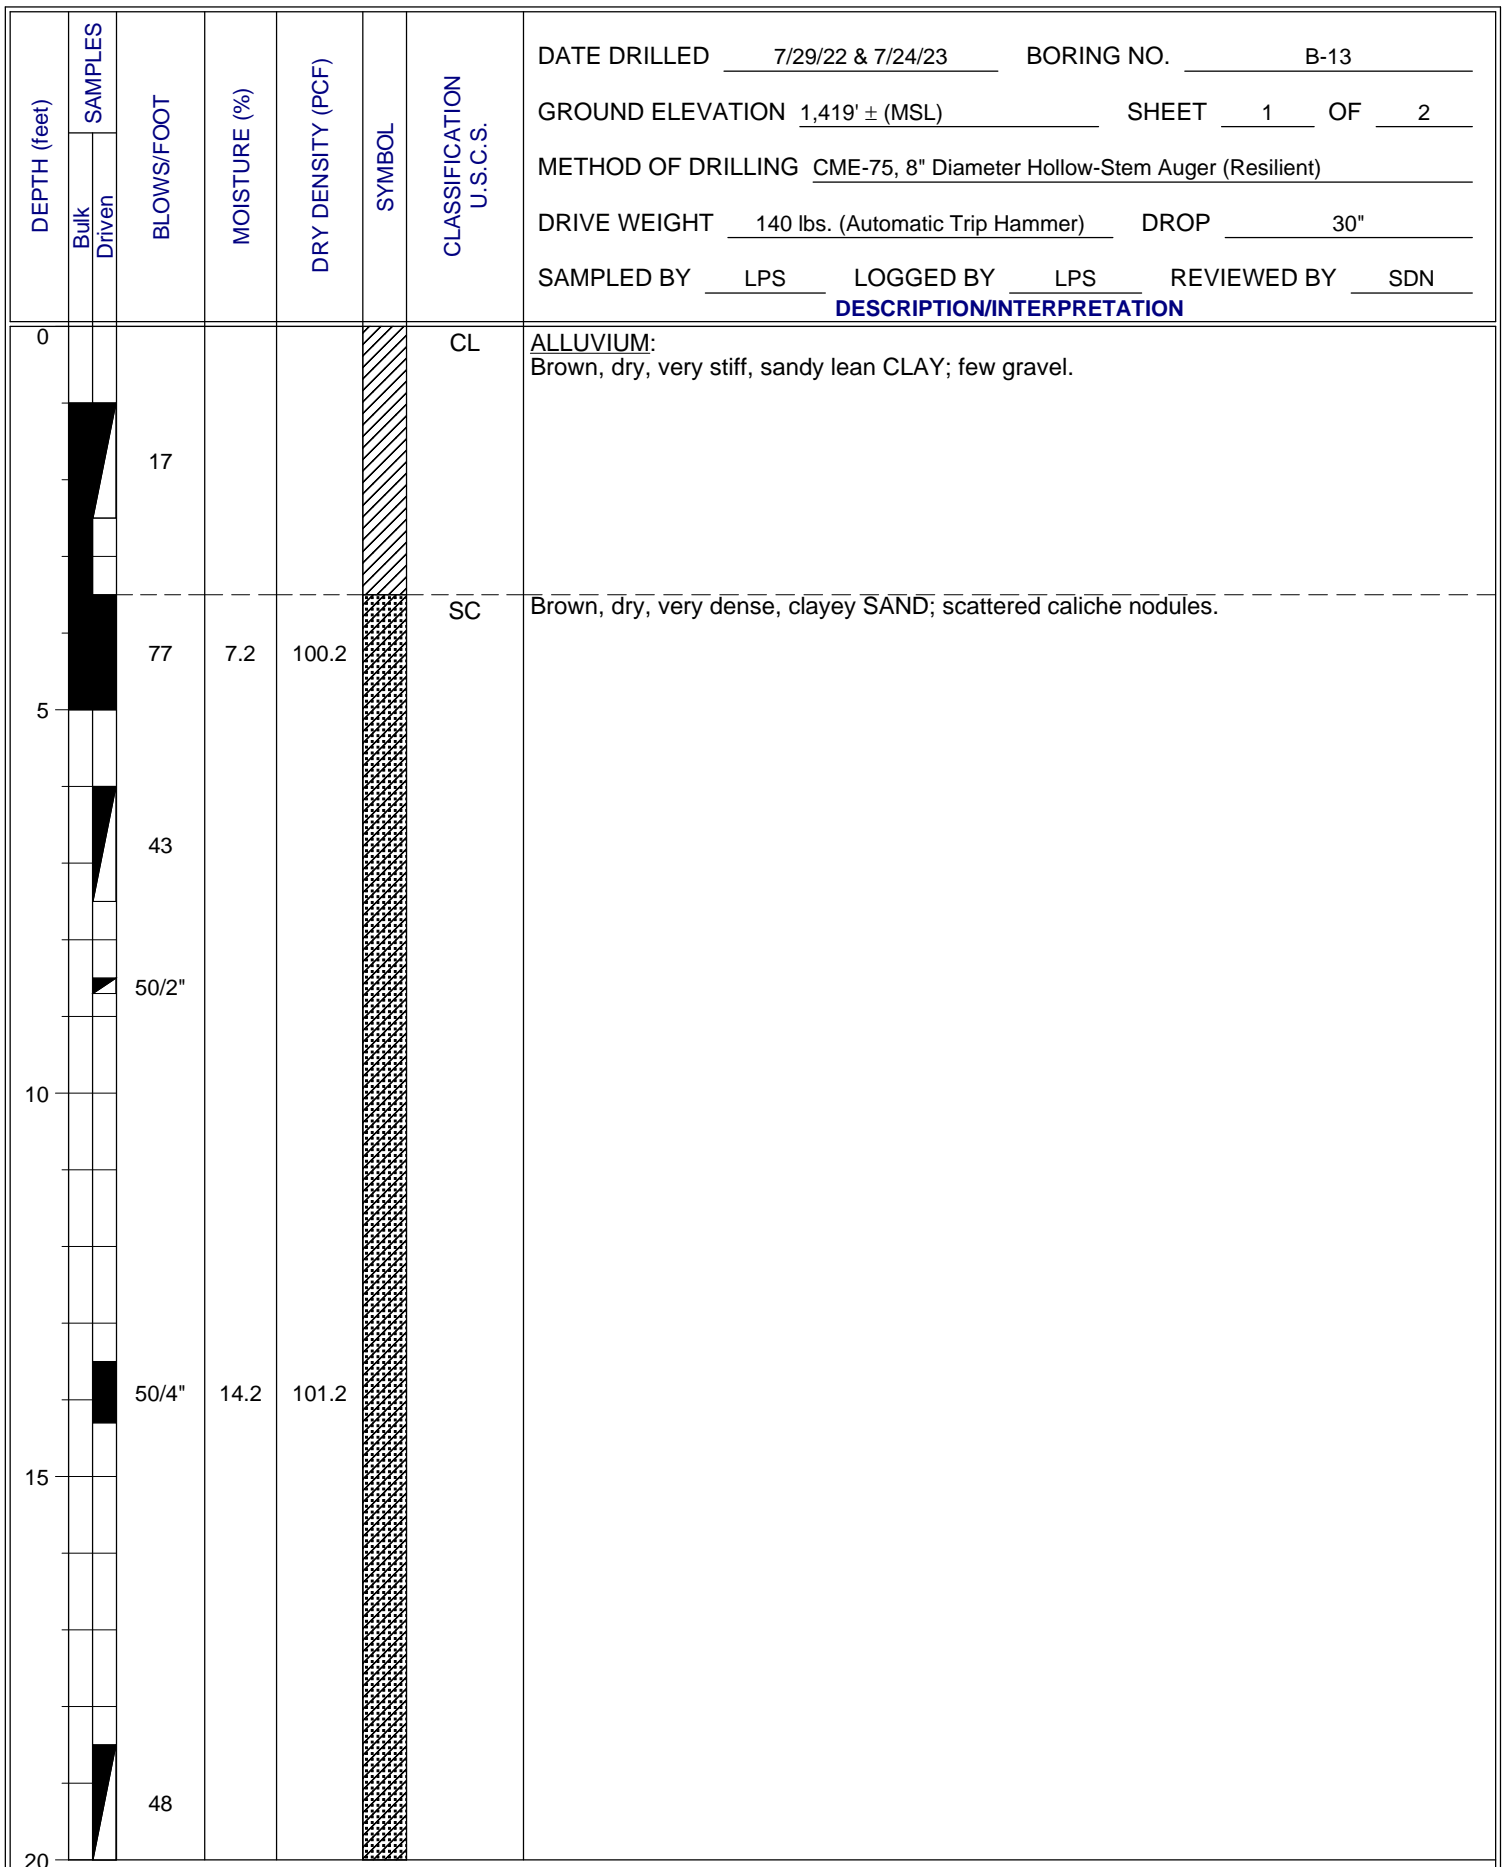 DEPTH (feet)
SAMPLES
Bulk
Driven
BLOWS/FOOT
MOISTURE (%)
DRY DENSITY (PCF)
SYMBOL
CLASSIFICATION
U.S.C.S.
DATE DRILLED 7/29/22 & 7/24/23 BORING NO. B-13
GROUND ELEVATION 1,419' ± (MSL) SHEET 1 OF 2
METHOD OF DRILLING CME-75, 8" Diameter Hollow-Stem Auger (Resilient)
DRIVE WEIGHT 140 lbs. (Automatic Trip Hammer) DROP 30"
SAMPLED BY LPS LOGGED BY LPS REVIEWED BY SDN
DESCRIPTION/INTERPRETATION
0 CL ALLUVIUM:
Brown, dry, very stiff, sandy lean CLAY; few gravel.
17
SC Brown, dry, very dense, clayey SAND; scattered caliche nodules.
77 7.2 100.2
5
43
50/2"
10
50/4" 14.2 101.2
15
48
20